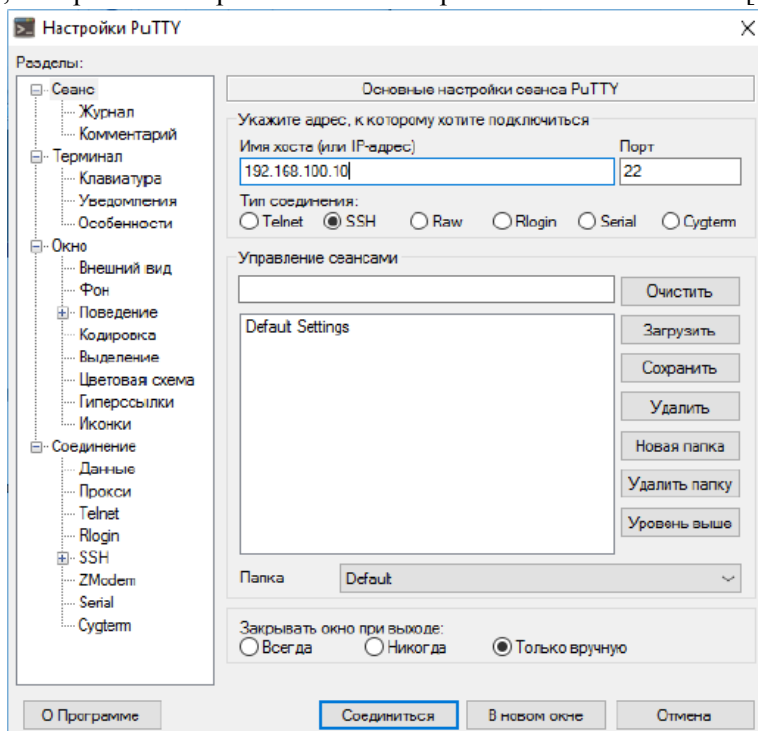 Настройки PuTTY
Разделы:
Сеанс
Журнал
Комментарий
Терминал
Клавиатура
Уведомления
Особенности
Окно
Внешний вид
Фон
Поведение
Кодировка
Выделение
Цветовая схема
Гиперссылки
Иконки
Соединение
Данные
Прокси
Telnet
Rlogin
SSH
ZModem
Serial
Cygterm
Основные настройки сеанса PuTTY
Укажите адрес, к которому хотите подключиться
Имя хоста (или IP-адрес) Порт
192.168.100.10 22
Тип соединения:
Telnet SSH Raw Rlogin Serial Cygterm
Управление сеансами
Очистить
Default Settings
Загрузить
Сохранить
Удалить
Новая папка
Удалить папку
Уровень выше
Папка Default
Закрывать окно при выходе:
Всегда Никогда Только вручную
О Программе Соединиться В новом окне Отмена